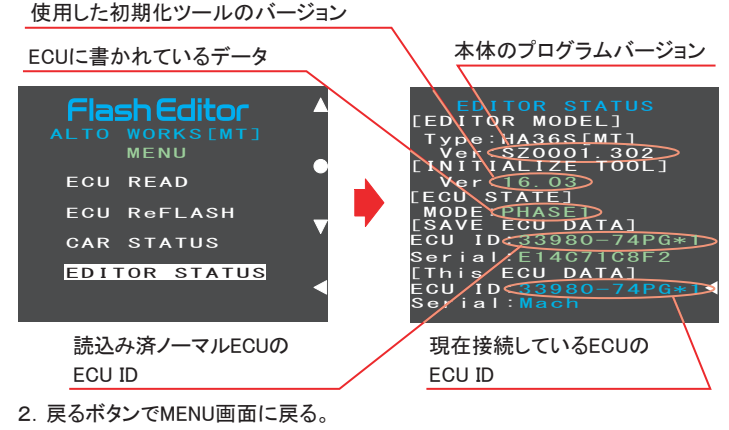 使用した初期化ツールのバージョン
ECUに書かれているデータ
本体のプログラムバージョン
Flash Editor
ALTO WORKS[MT]
MENU
ECU READ
ECU ReFLASH
CAR STATUS
EDITOR STATUS
EDITOR STATUS
[EDITOR MODEL]
Type:HA36S[MT]
Ver SZ0001.302
[INITIALIZE TOOL]
Ver 16.03
[ECU STATE]
MODE:PHASE1
[SAVE ECU DATA]
ECU ID:33980-74PG*1
Serial:E14C71C8F2
[This ECU DATA]
ECU ID:33980-74PG*1
Serial:Mach
読込み済ノーマルECUの
ECU ID
現在接続しているECUの
ECU ID
2. 戻るボタンでMENU画面に戻る。